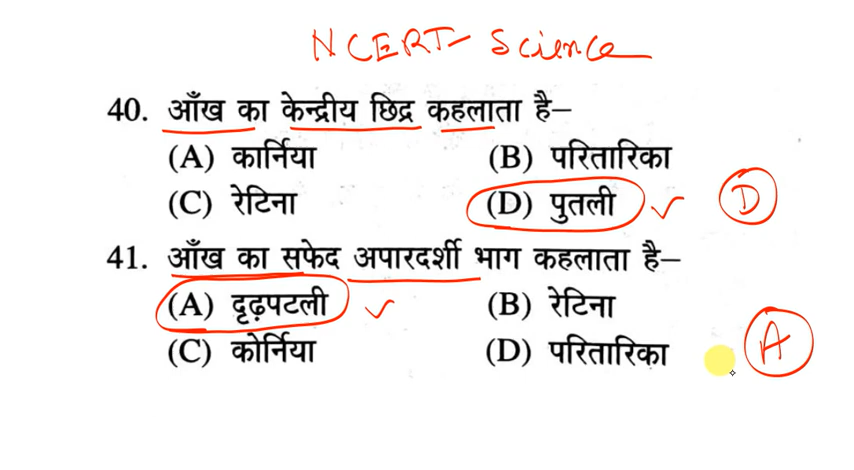 NCERT- Science
40. आँख का केन्द्रीय छिद्र कहलाता है–
(A) कार्निया (B) परितारिका
(C) रेटिना (D) पुतली D
41. आँख का सफेद अपारदर्शी भाग कहलाता है–
(A) दृढ़पटली (B) रेटिना
(C) कोर्निया (D) परितारिका A